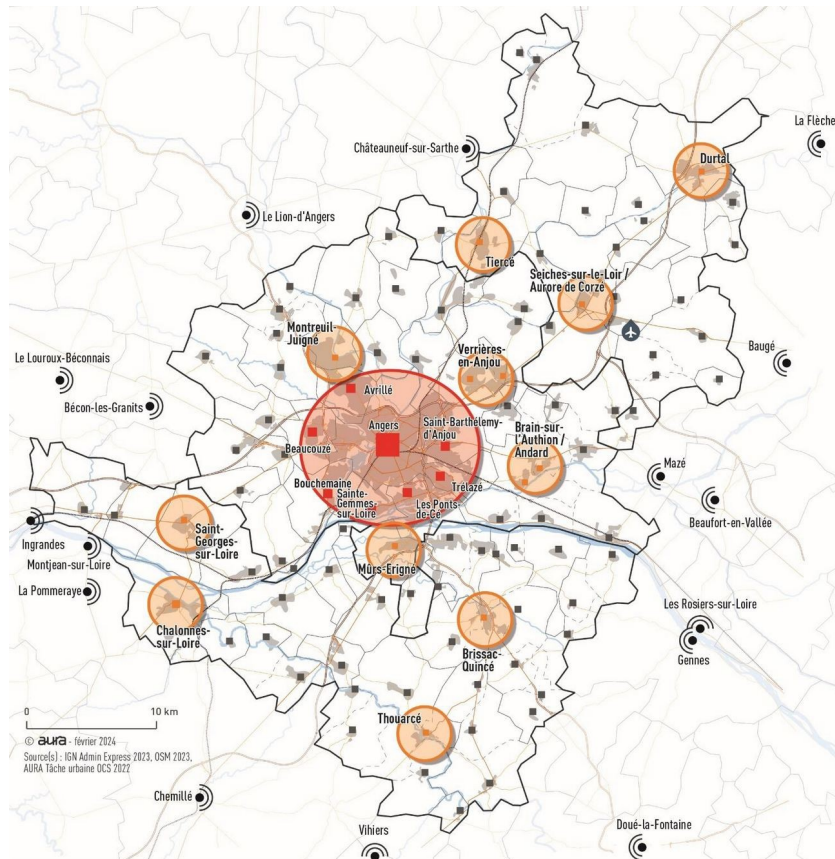 La Flèche
Châteauneuf-sur-Sarthe
Durtal
Le Lion-d'Angers
Tiercé
Seiches-sur-le-Loir /
Aurore de Corzé
Montreuil-
Juigné
Verrières-
en-Anjou
Baugé
Le Louroux-Béconnais
Bécon-les-Granits
Avrillé
Angers
Saint-Barthélemy-
d'Anjou
Brain-sur-
l'Authion /
Andard
Beaucouzé
Mazé
Bouchemaine
Trélazé
Sainte-
Gemmes-
sur-Loire
Les Ponts-
de-Cé
Beaufort-en-Vallée
Saint-
Georges-
sur-Loire
Ingrandes
Montjean-sur-Loire
Mûrs-Erigné
La Pommeraye
Les Rosiers-sur-Loire
Chalonnes-
sur-Loire
Gennes
Brissac-
Quincé
Thouarcé
0
10 km
© aura - février 2024
Source(s) : IGN Admin Express 2023, OSM 2023,
AURA Tâche urbaine OCS 2022
Chemillé
Vihiers
Doué-la-Fontaine